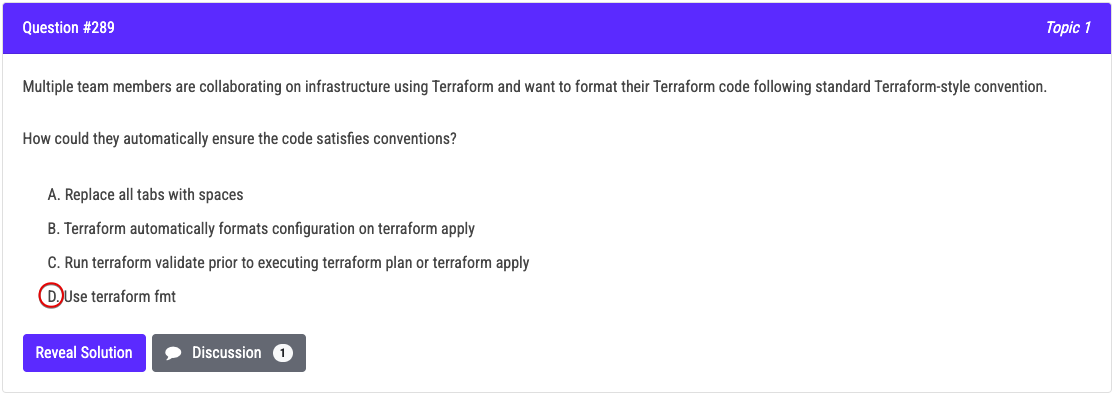 Question #289
Topic 1
Multiple team members are collaborating on infrastructure using Terraform and want to format their Terraform code following standard Terraform-style convention.
How could they automatically ensure the code satisfies conventions?
A. Replace all tabs with spaces
B. Terraform automatically formats configuration on terraform apply
C. Run terraform validate prior to executing terraform plan or terraform apply
D. Use terraform fmt
Reveal Solution
Discussion 1